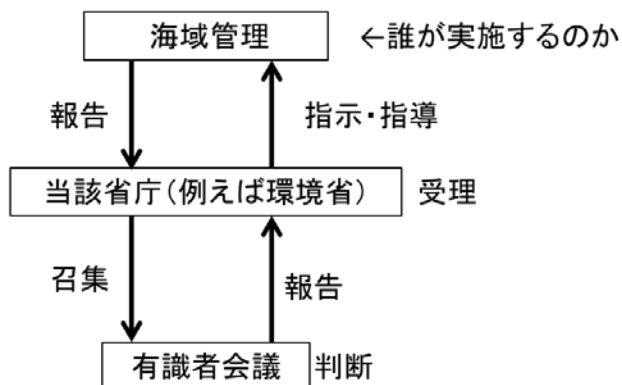 海域管理 ←誰が実施するのか
報告 指示・指導
当該省庁(例えば環境省) 受理
召集 報告
有識者会議 判断